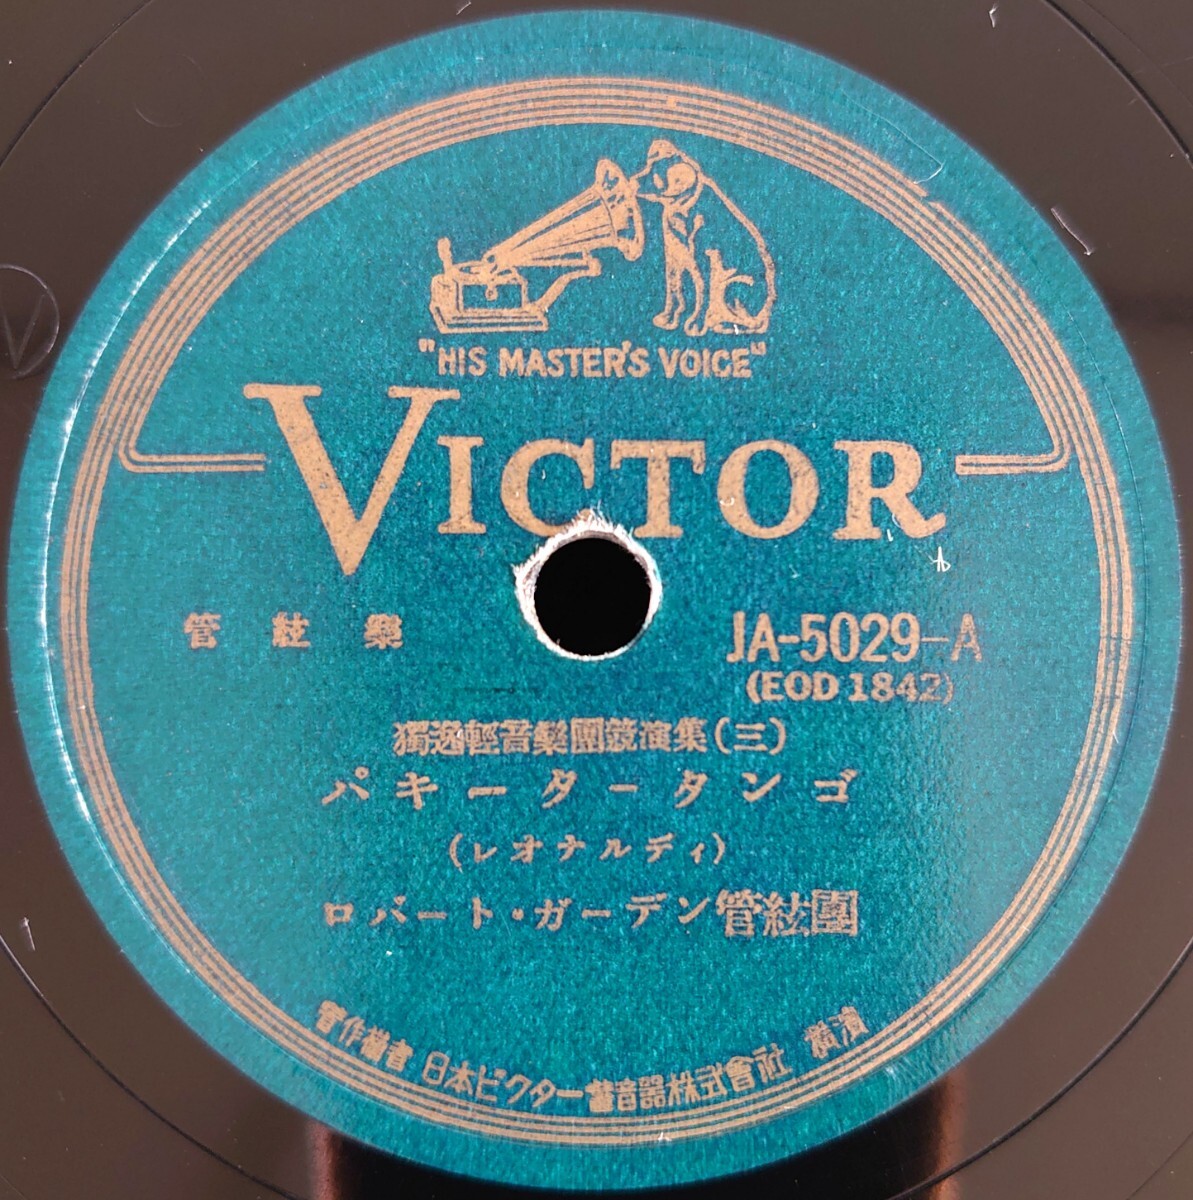 "HIS MASTER'S VOICE"
VICTOR
管絃樂
JA-5029-A
(EOD 1842)
獨逸輕音樂團競演集(三)
パキータータンゴ
(レオナルディ)
ロバート・ガーデン管絃團
著作權者 日本ビクター蓄音器株式會社 横濱